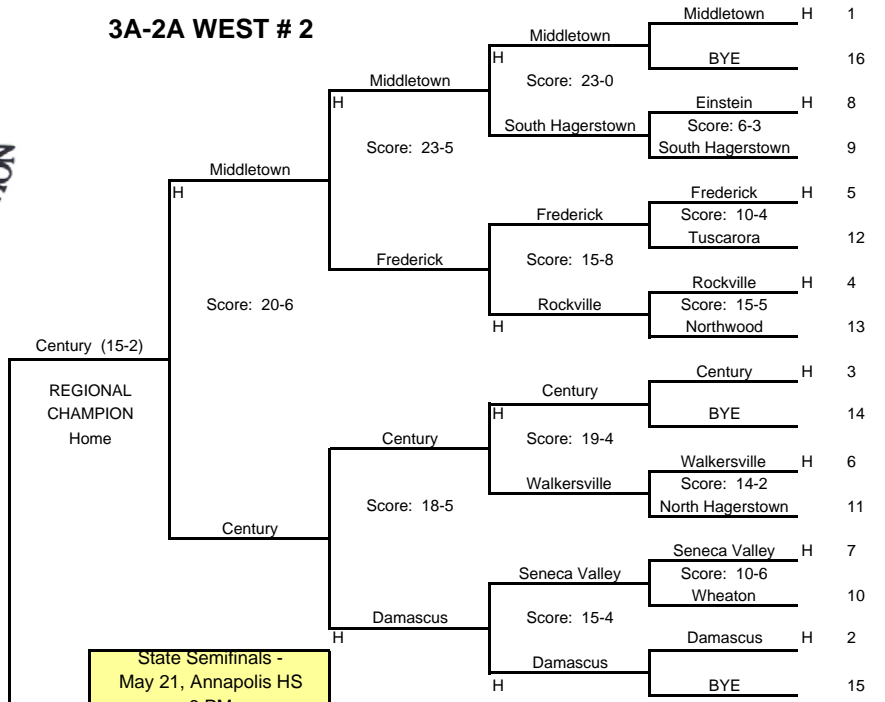 3A-2A WEST # 2
Middletown H 1
BYE 16
Einstein H 8
Score: 6-3
South Hagerstown 9
Frederick H 5
Score: 10-4
Tuscarora 12
Rockville H 4
Score: 15-5
Northwood 13
Century H 3
BYE 14
Walkersville H 6
Score: 14-2
North Hagerstown 11
Seneca Valley H 7
Score: 10-6
Wheaton 10
Damascus H 2
BYE 15
Middletown
H
Score: 23-0
South Hagerstown
Frederick
Score: 15-8
Rockville
H
Century
H
Score: 19-4
Walkersville
Seneca Valley
Score: 15-4
Damascus
H
Middletown
H
Score: 23-5
Frederick
Century
Score: 18-5
Damascus
H
Middletown
H
Score: 20-6
Century
Century (15-2)
REGIONAL
CHAMPION
Home
State Semifinals -
May 21, Annapolis HS